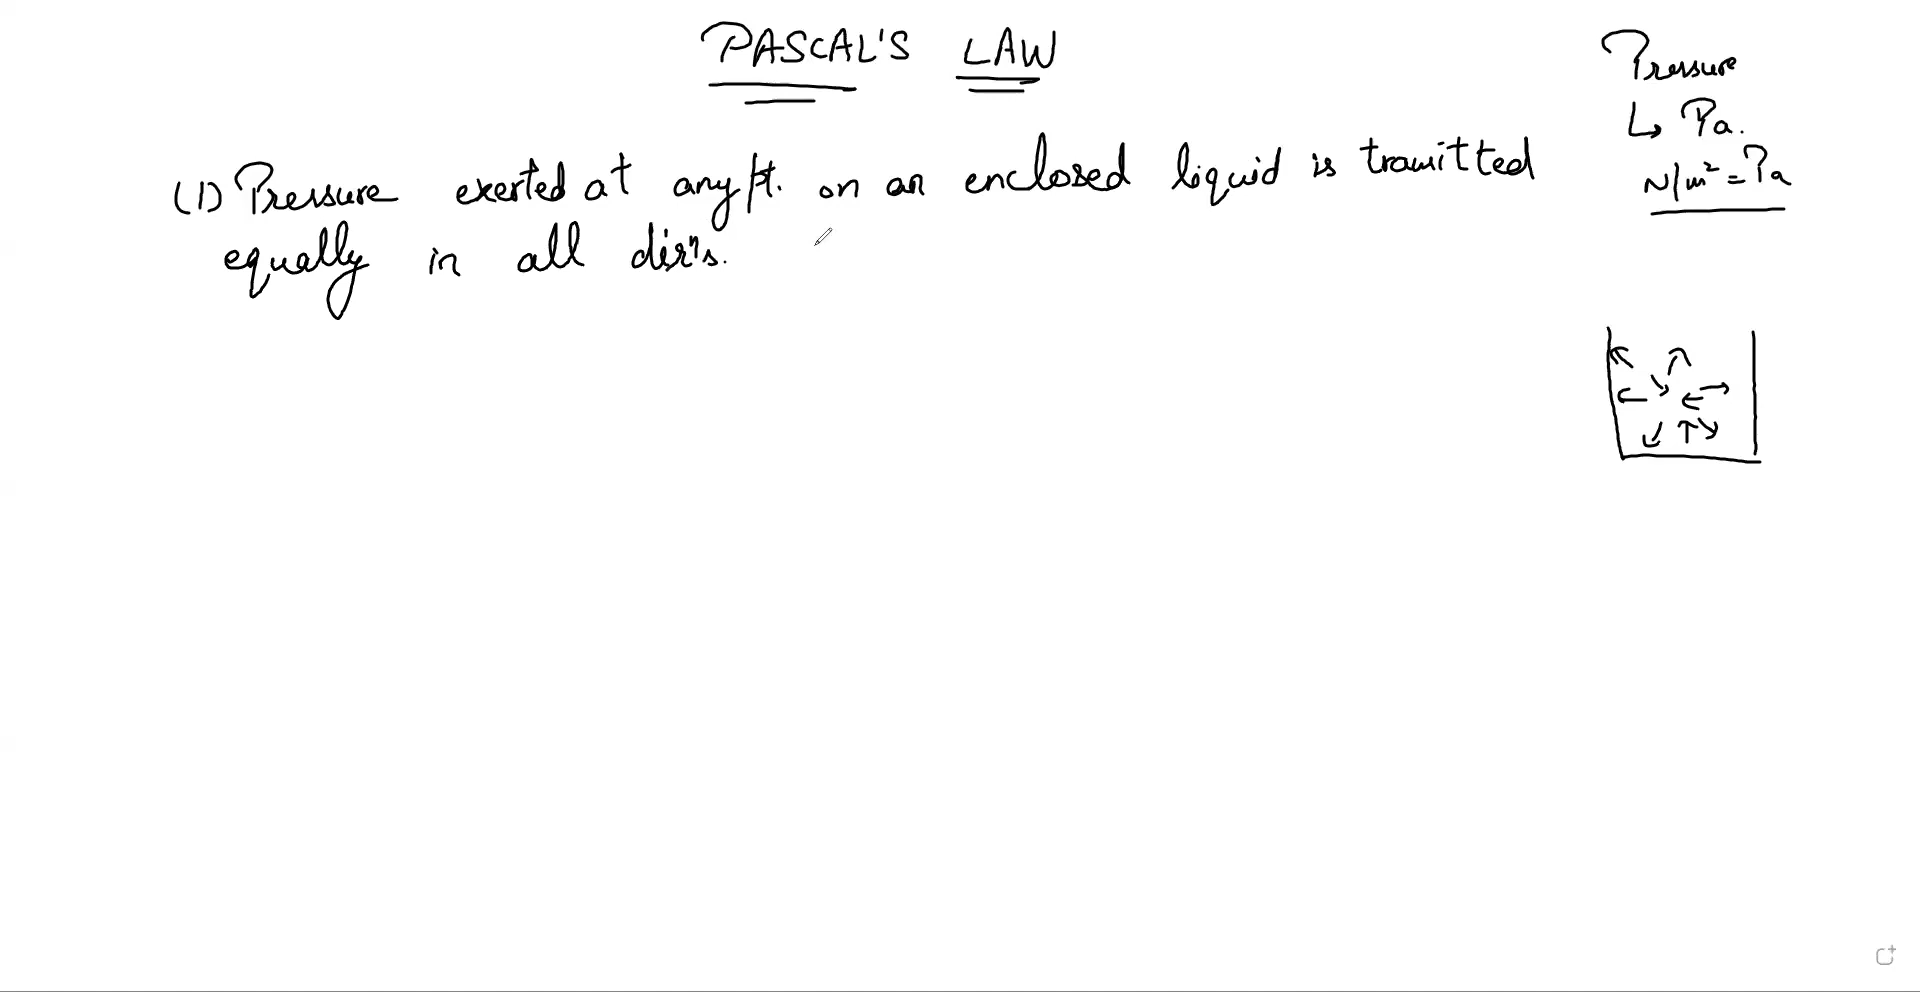 PASCAL'S LAW
(1) Pressure exerted at any pt. on an enclosed liquid is tramitted
equally in all dirⁿs.
Pressure
↳ Pa.
N/m² = Pa